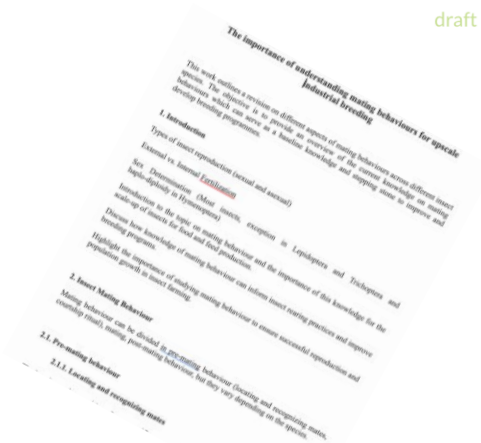 draft
The importance of understanding mating behaviours for upscale
industrial breeding
This work outlines a revision on different aspects of mating behaviours across different insect
species. The objective is to provide an overview of the current knowledge on mating
behaviours which can serve as a baseline knowledge and stepping stone to improve and
develop breeding programmes.
1. Introduction
Types of insect reproduction (sexual and asexual)
External vs. Internal Fertilization
Sex Determination (Most insects, exception in Lepidoptera and Trichoptera and
haplo-diploidy in Hymenoptera)
Introduction to the topic on mating behaviour and the importance of this knowledge for the
scale-up of insects for food and feed production.
Discuss how knowledge of mating behaviour can inform insect rearing practices and improve
breeding programs.
Highlight the importance of studying mating behaviour to ensure successful reproduction and
population growth in insect farming.
2. Insect Mating Behaviour
Mating behaviour can be divided in pre-mating behaviour (locating and recognizing mates,
courtship ritual), mating, post-mating behaviour, but they vary depending on the species.
2.1. Pre-mating behaviour
2.1.1. Locating and recognizing mates